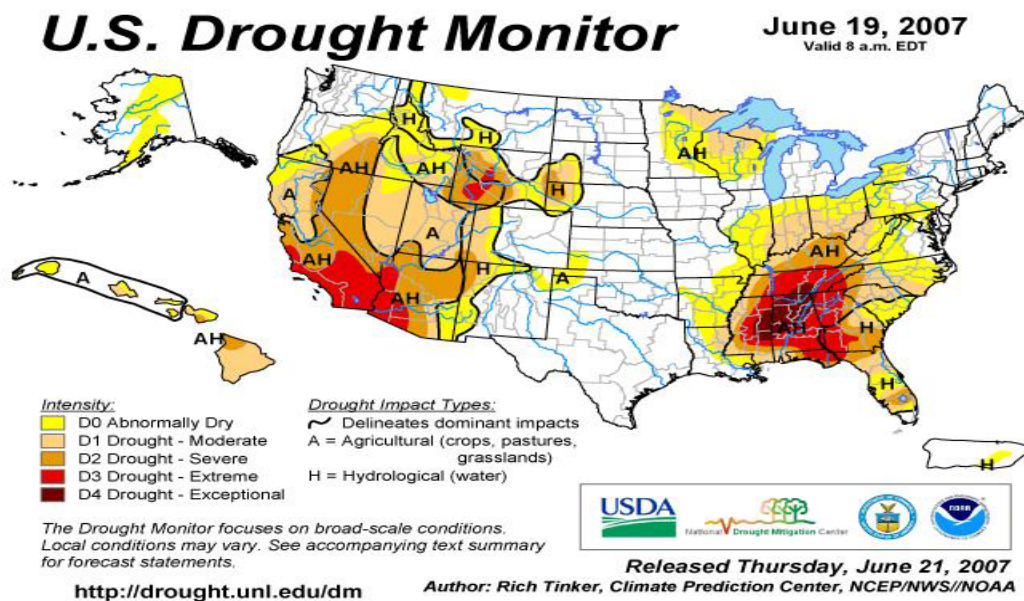 U.S. Drought Monitor
June 19, 2007
Valid 8 a.m. EDT
H
H
AH
AH
AH
H
A
A
AH
H
A
AH
AH
H
H
A
AH
AH
H
Intensity:
D0 Abnormally Dry
D1 Drought - Moderate
D2 Drought - Severe
D3 Drought - Extreme
D4 Drought - Exceptional
Drought Impact Types:
Delineates dominant impacts
A = Agricultural (crops, pastures,
grasslands)
H = Hydrological (water)
The Drought Monitor focuses on broad-scale conditions.
Local conditions may vary. See accompanying text summary
for forecast statements.
http://drought.unl.edu/dm
USDA
National Drought Mitigation Center
NOAA
Released Thursday, June 21, 2007
Author: Rich Tinker, Climate Prediction Center, NCEP/NWS//NOAA